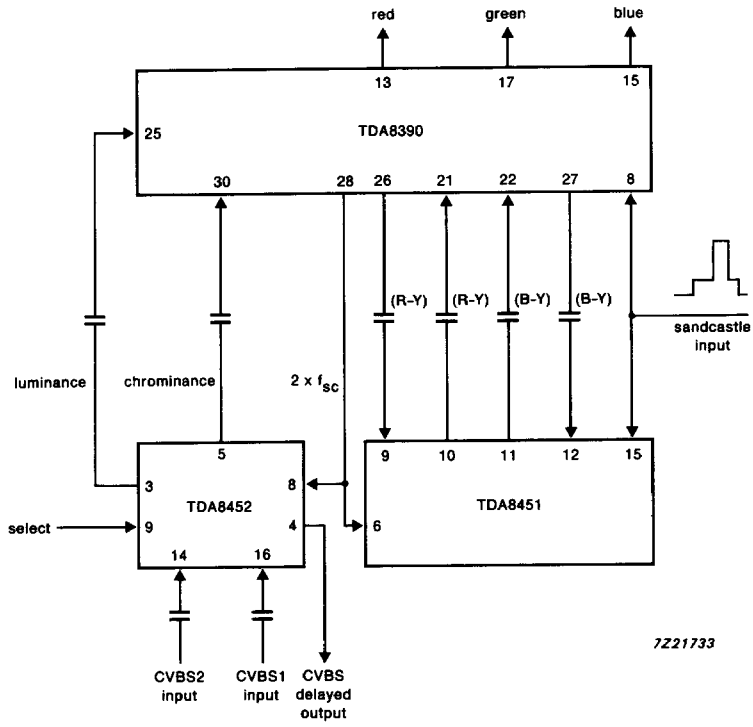 red green blue
13 17 15
25 TDA8390
30 28 26 21 22 27 8
(R–Y) (R–Y) (B–Y) (B–Y)
sandcastle
input
luminance chrominance 2 x fsc
5 9 10 11 12 15
3 8
TDA8452 TDA8451
select 9 4 6
14 16
7Z21733
CVBS2
input
CVBS1
input
CVBS
delayed
output